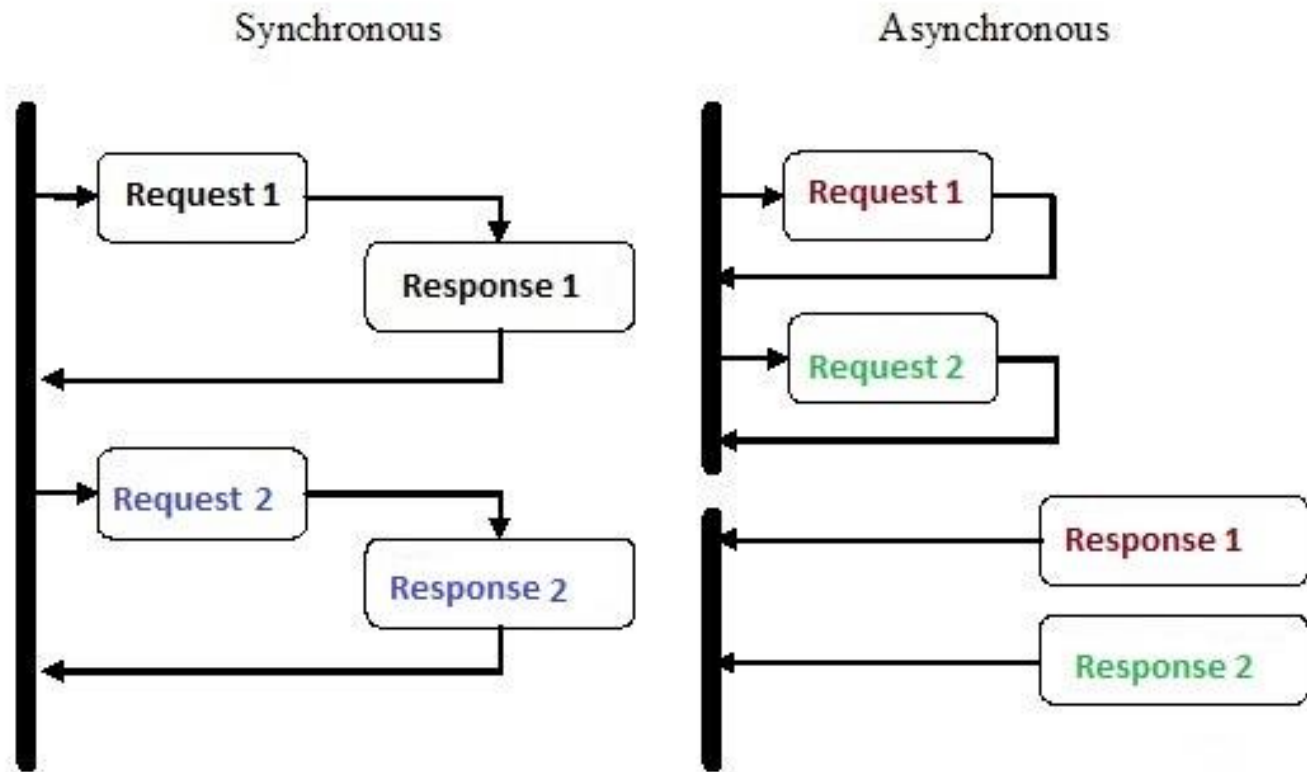 Synchronous
Request 1
Response 1
Request 2
Response 2
Asynchronous
Request 1
Request 2
Response 1
Response 2